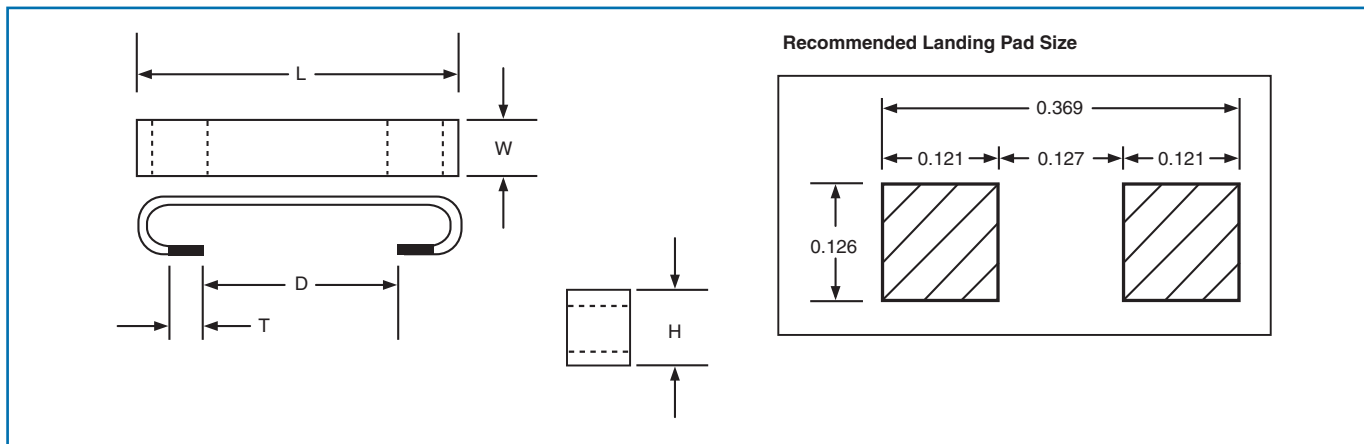 Recommended Landing Pad Size
L
W
D
T
H
0.369
0.121
0.127
0.121
0.126